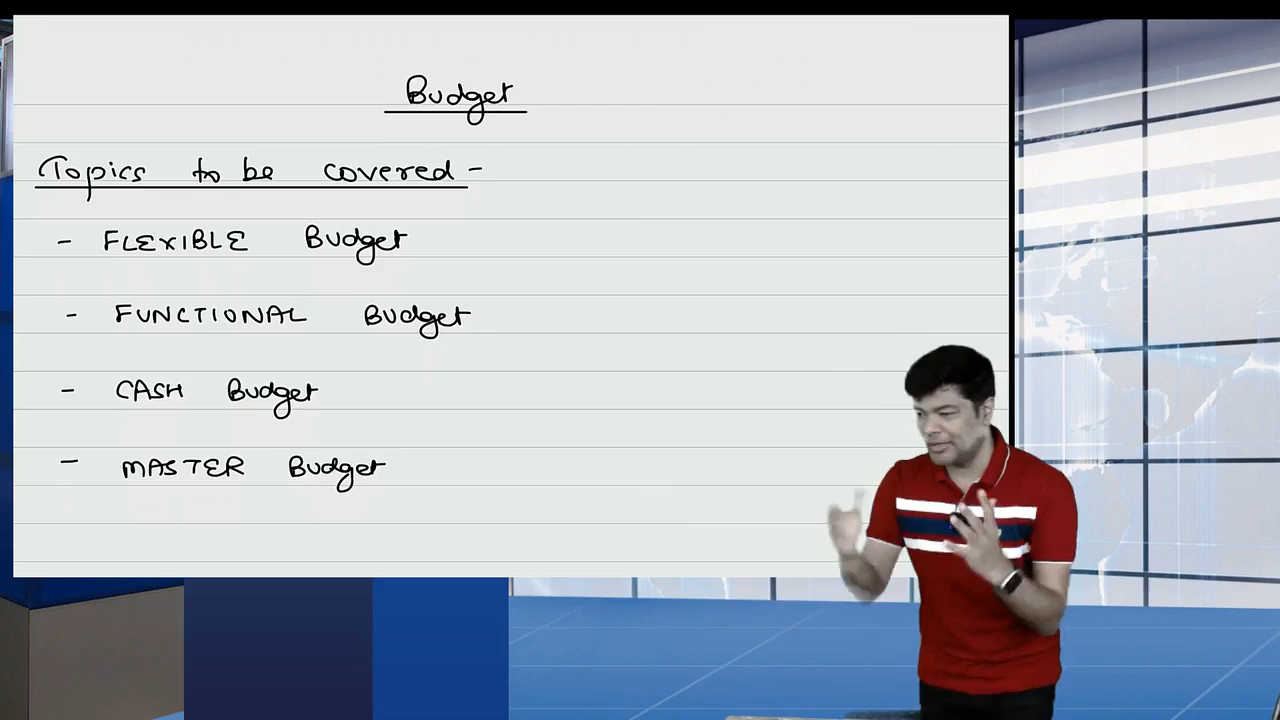 Budget
Topics to be covered -
- FLEXIBLE Budget
- FUNCTIONAL Budget
- CASH Budget
- MASTER Budget